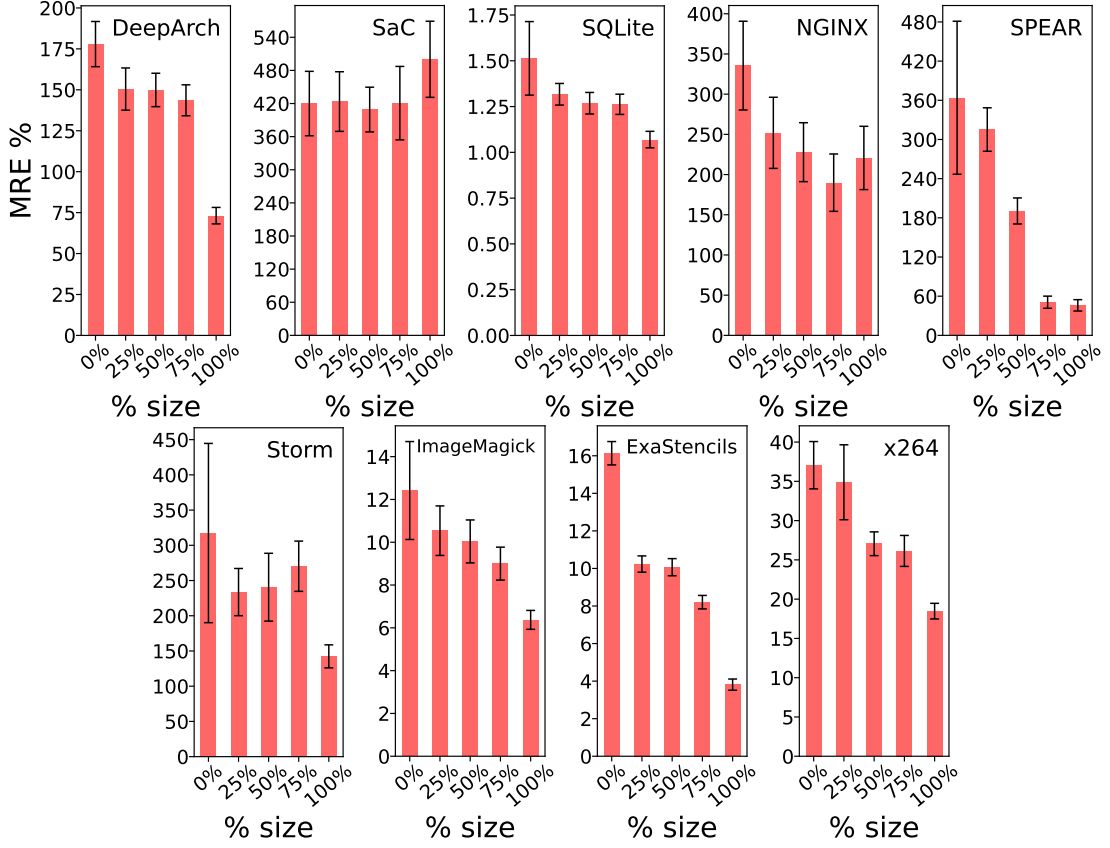 MRE %
DeepArch
200
175
150
125
100
75
50
25
0
0% 25% 50% 75% 100%
% size
SaC
540
480
420
360
300
240
180
120
60
0
0% 25% 50% 75% 100%
% size
SQLite
1.75
1.50
1.25
1.00
0.75
0.50
0.25
0.00
0% 25% 50% 75% 100%
% size
NGINX
400
350
300
250
200
150
100
50
0
0% 25% 50% 75% 100%
% size
SPEAR
480
420
360
300
240
180
120
60
0
0% 25% 50% 75% 100%
% size
Storm
450
400
350
300
250
200
150
100
50
0
0% 25% 50% 75% 100%
% size
ImageMagick
14
12
10
8
6
4
2
0
0% 25% 50% 75% 100%
% size
ExaStencils
16
14
12
10
8
6
4
2
0
0% 25% 50% 75% 100%
% size
x264
40
35
30
25
20
15
10
5
0
0% 25% 50% 75% 100%
% size